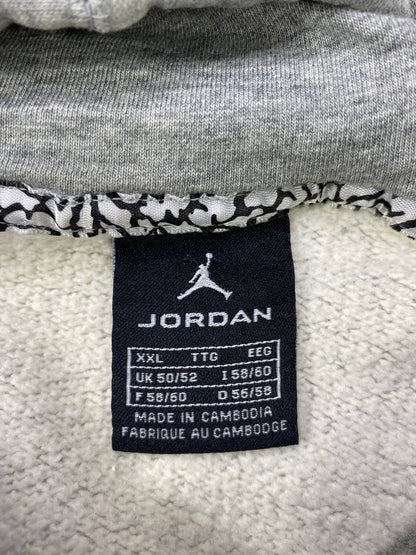 JORDAN
XXL TTG EEG
UK 50/52 I 58/60
F 58/60 D 56/58
MADE IN CAMBODIA
FABRIQUE AU CAMBODGE